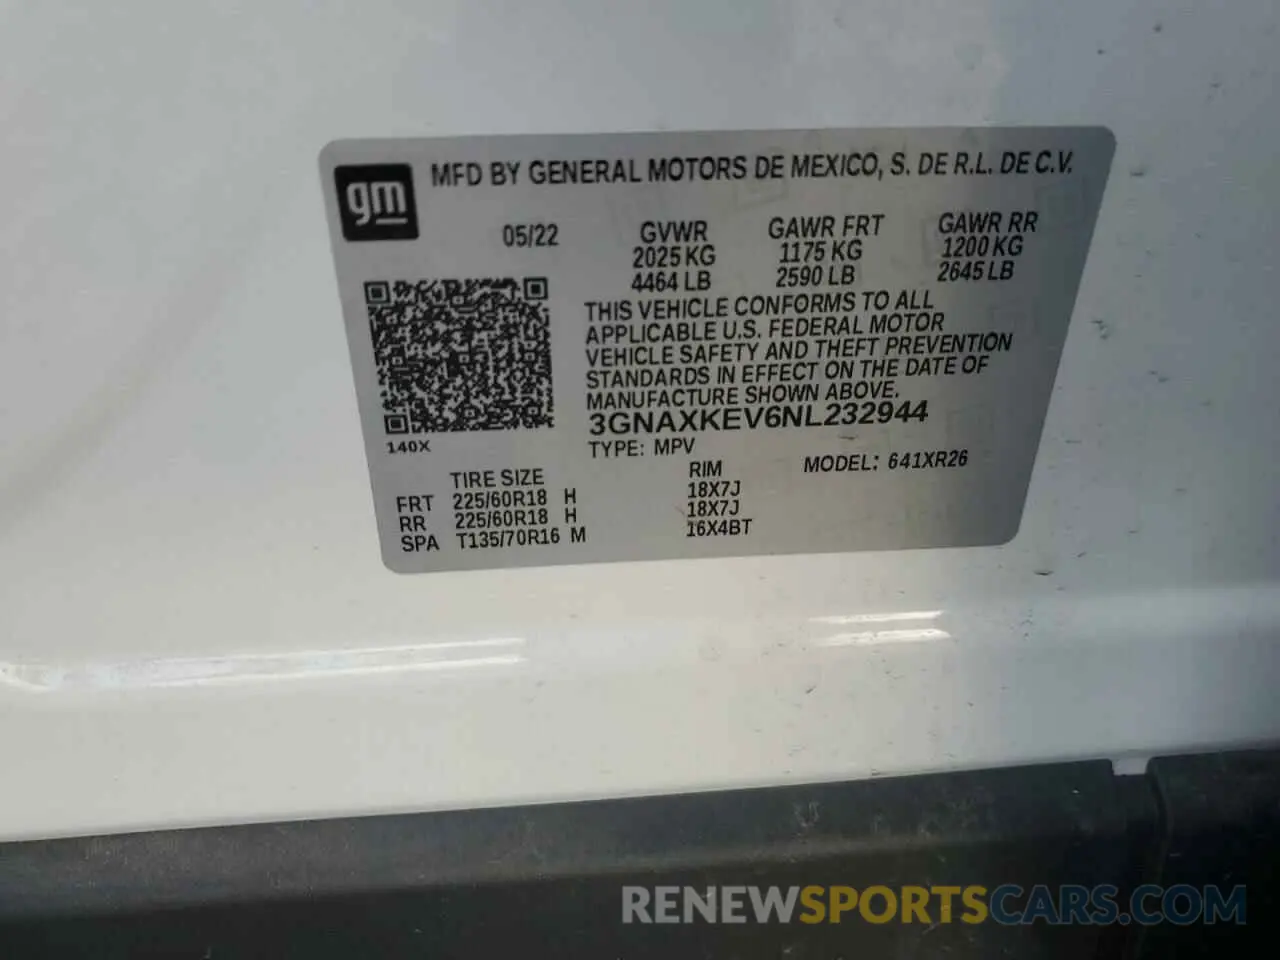 gm
MFD BY GENERAL MOTORS DE MEXICO, S. DE R.L. DE C.V.
05/22 GVWR GAWR FRT GAWR RR
2025 KG 1175 KG 1200 KG
4464 LB 2590 LB 2645 LB
THIS VEHICLE CONFORMS TO ALL
APPLICABLE U.S. FEDERAL MOTOR
VEHICLE SAFETY AND THEFT PREVENTION
STANDARDS IN EFFECT ON THE DATE OF
MANUFACTURE SHOWN ABOVE.
3GNAXKEV6NL232944
140X TYPE: MPV MODEL: 641XR26
TIRE SIZE RIM
FRT 225/60R18 H 18X7J
RR 225/60R18 H 18X7J
SPA T135/70R16 M 16X4BT
RENEWSPORTSCARS.COM